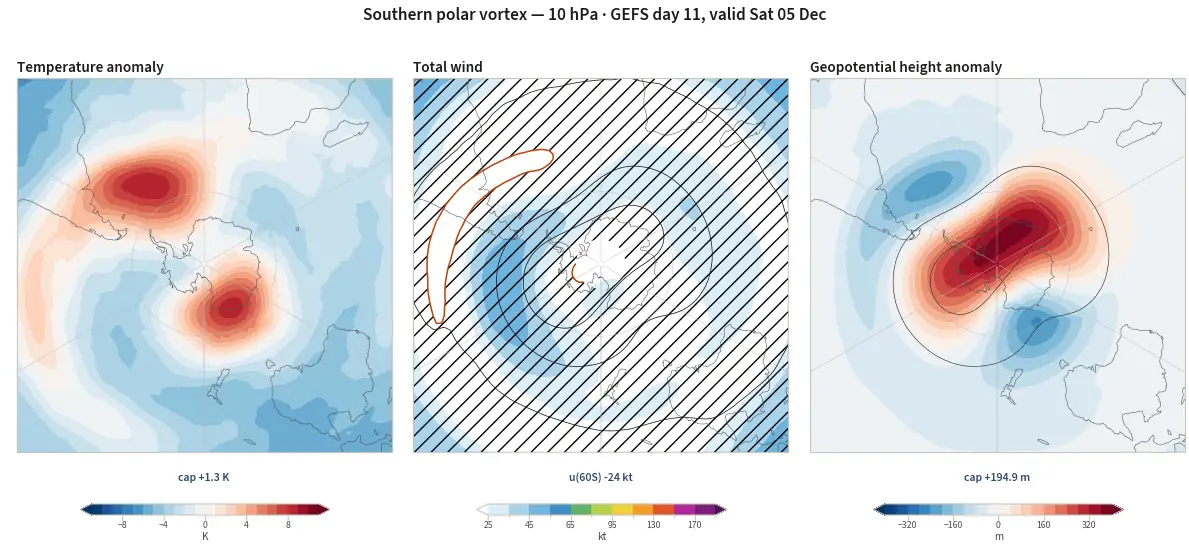 Southern polar vortex — 10 hPa · GEFS day 11, valid Sat 05 Dec
Temperature anomaly
Total wind
Geopotential height anomaly
cap +1.3 K
u(60S) -24 kt
cap +194.9 m
−8 −4 0 4 8
K
25 45 65 95 130 170
kt
−320 −160 0 160 320
m